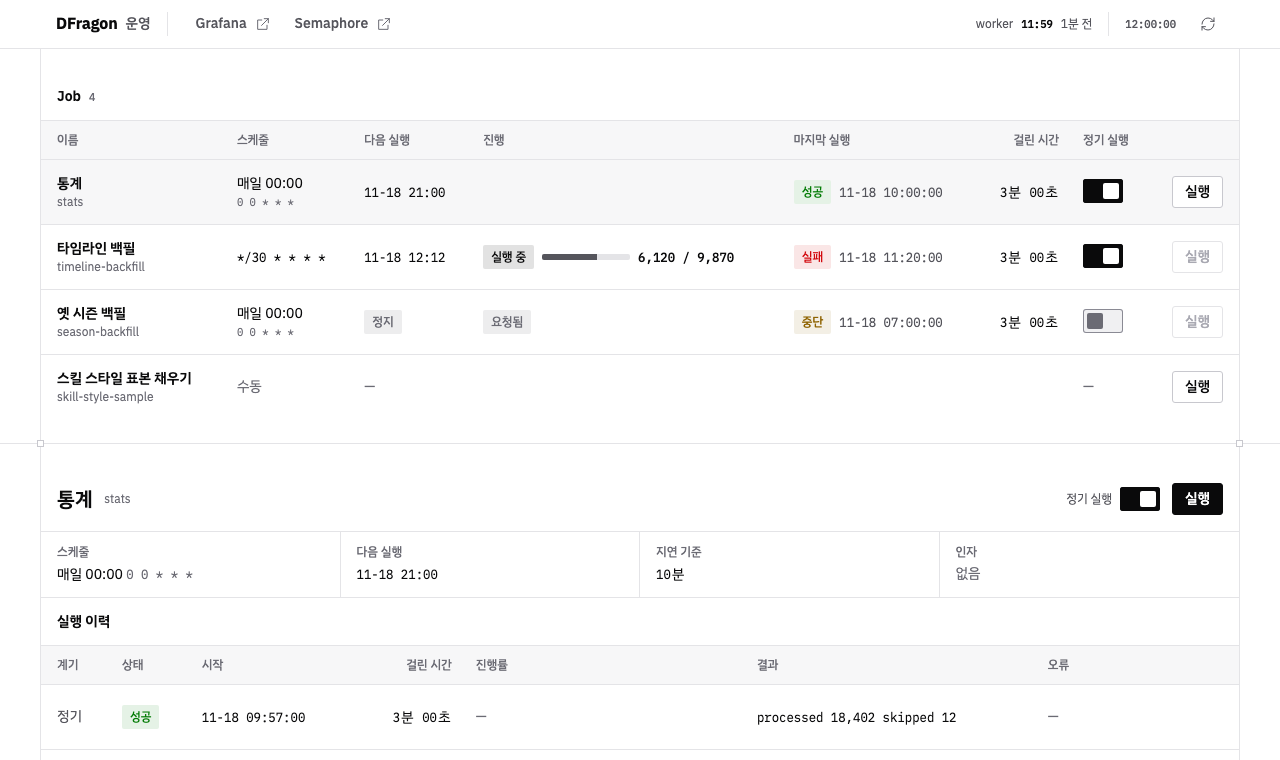 DFragon 운영 Grafana Semaphore worker 11:59 1분 전 12:00:00
Job 4
이름 스케줄 다음 실행 진행 마지막 실행 걸린 시간 정기 실행
통계 매일 00:00 11-18 21:00 성공 11-18 10:00:00 3분 00초 실행
stats 0 0 * * *
타임라인 백필 */30 * * * * 11-18 12:12 실행 중 6,120 / 9,870 실패 11-18 11:20:00 3분 00초 실행
timeline-backfill
옛 시즌 백필 매일 00:00 정지 요청됨 중단 11-18 07:00:00 3분 00초 실행
season-backfill 0 0 * * *
스킬 스타일 표본 채우기 수동 — — 실행
skill-style-sample
통계 stats 정기 실행 실행
스케줄 다음 실행 지연 기준 인자
매일 00:00 0 0 * * * 11-18 21:00 10분 없음
실행 이력
계기 상태 시작 걸린 시간 진행률 결과 오류
정기 성공 11-18 09:57:00 3분 00초 — processed 18,402 skipped 12 —